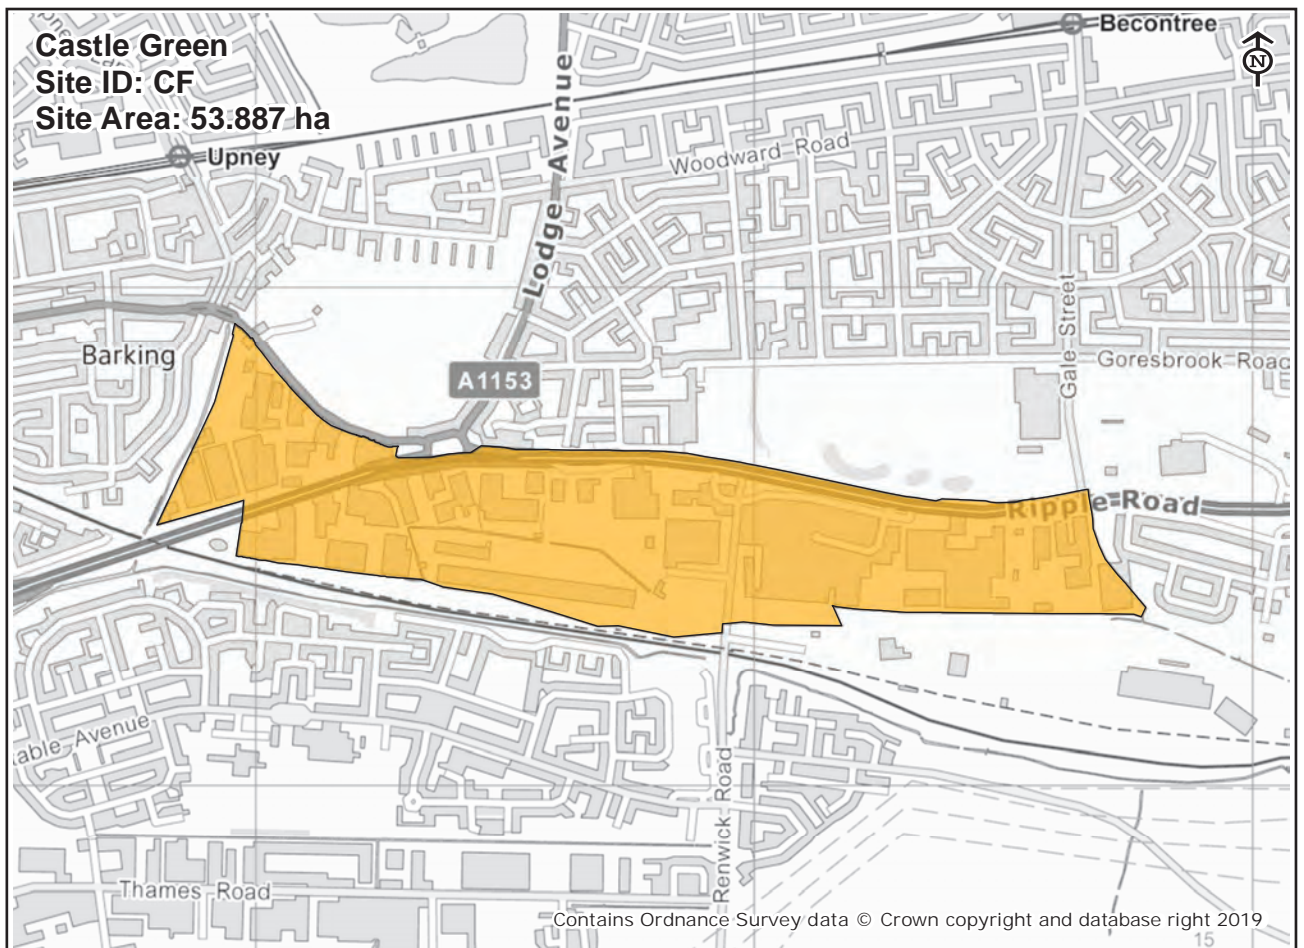 Castle Green
Site ID: CF
Site Area: 53.887 ha
Becontree
N
Upney
Lodge Avenue
Woodward Road
Barking
A1153
Gale Street
Goresbrook Road
Ripple Road
Avenue
Renwick Road
Thames Road
Contains Ordnance Survey data © Crown copyright and database right 2019
15